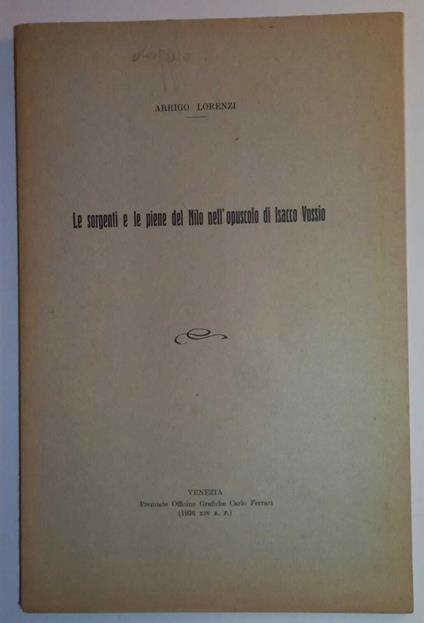 ARRIGO LORENZI
Le sorgenti e le piene del Nilo nell'opuscolo di Isacco Vossio
VENEZIA
Premiate Officine Grafiche Carlo Ferrari
(1936 XIV E. F.)